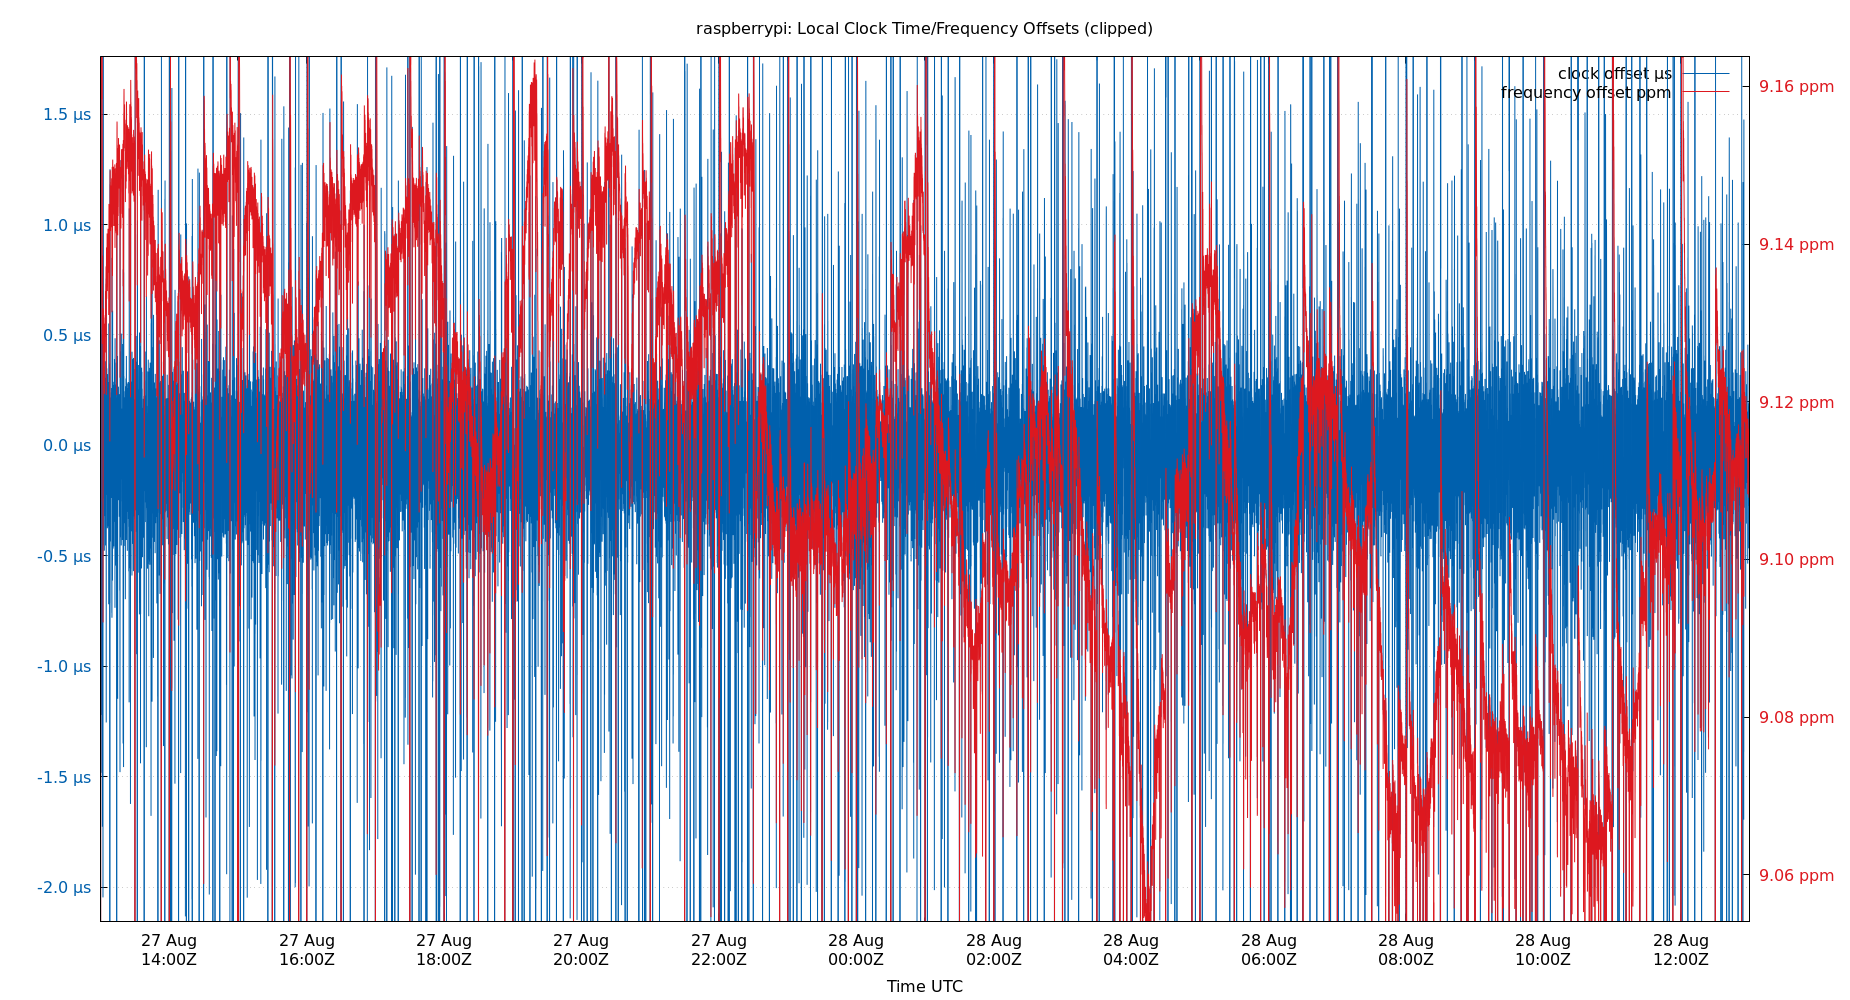 raspberrypi: Local Clock Time/Frequency Offsets (clipped)
clock offset µs
frequency offset ppm
1.5 µs
1.0 µs
0.5 µs
0.0 µs
-0.5 µs
-1.0 µs
-1.5 µs
-2.0 µs
9.16 ppm
9.14 ppm
9.12 ppm
9.10 ppm
9.08 ppm
9.06 ppm
27 Aug 27 Aug 27 Aug 27 Aug 27 Aug 28 Aug 28 Aug 28 Aug 28 Aug 28 Aug 28 Aug 28 Aug
14:00Z 16:00Z 18:00Z 20:00Z 22:00Z 00:00Z 02:00Z 04:00Z 06:00Z 08:00Z 10:00Z 12:00Z
Time UTC